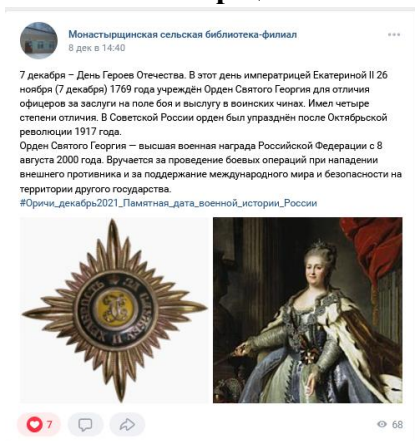 Монастырщинская сельская библиотека-филиал
8 дек в 14:40
7 декабря – День Героев Отечества. В этот день императрицей Екатериной II 26
ноября (7 декабря) 1769 года учреждён Орден Святого Георгия для отличия
офицеров за заслуги на поле боя и выслугу в воинских чинах. Имел четыре
степени отличия. В Советской России орден был упразднён после Октябрьской
революции 1917 года.
Орден Святого Георгия — высшая военная награда Российской Федерации с 8
августа 2000 года. Вручается за проведение боевых операций при нападении
внешнего противника и за поддержание международного мира и безопасности на
территории другого государства.
#Оричи_декабрь2021_Памятная_дата_военной_истории_России
7
68